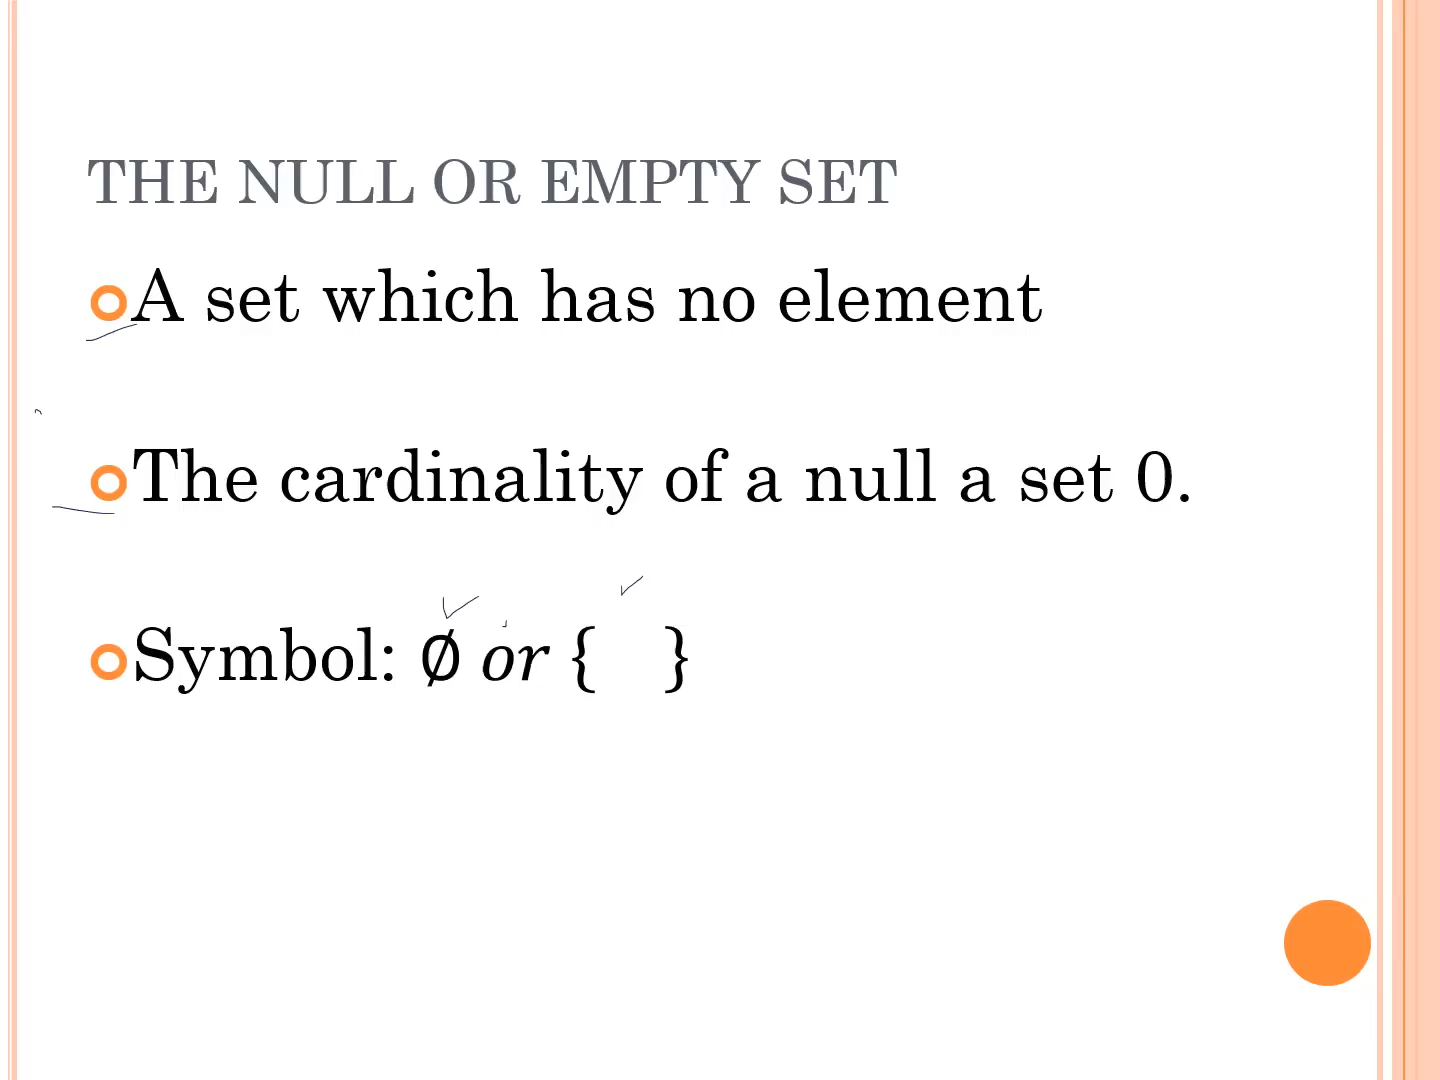 THE NULL OR EMPTY SET
A set which has no element
The cardinality of a null a set 0.
Symbol: ∅ or { }